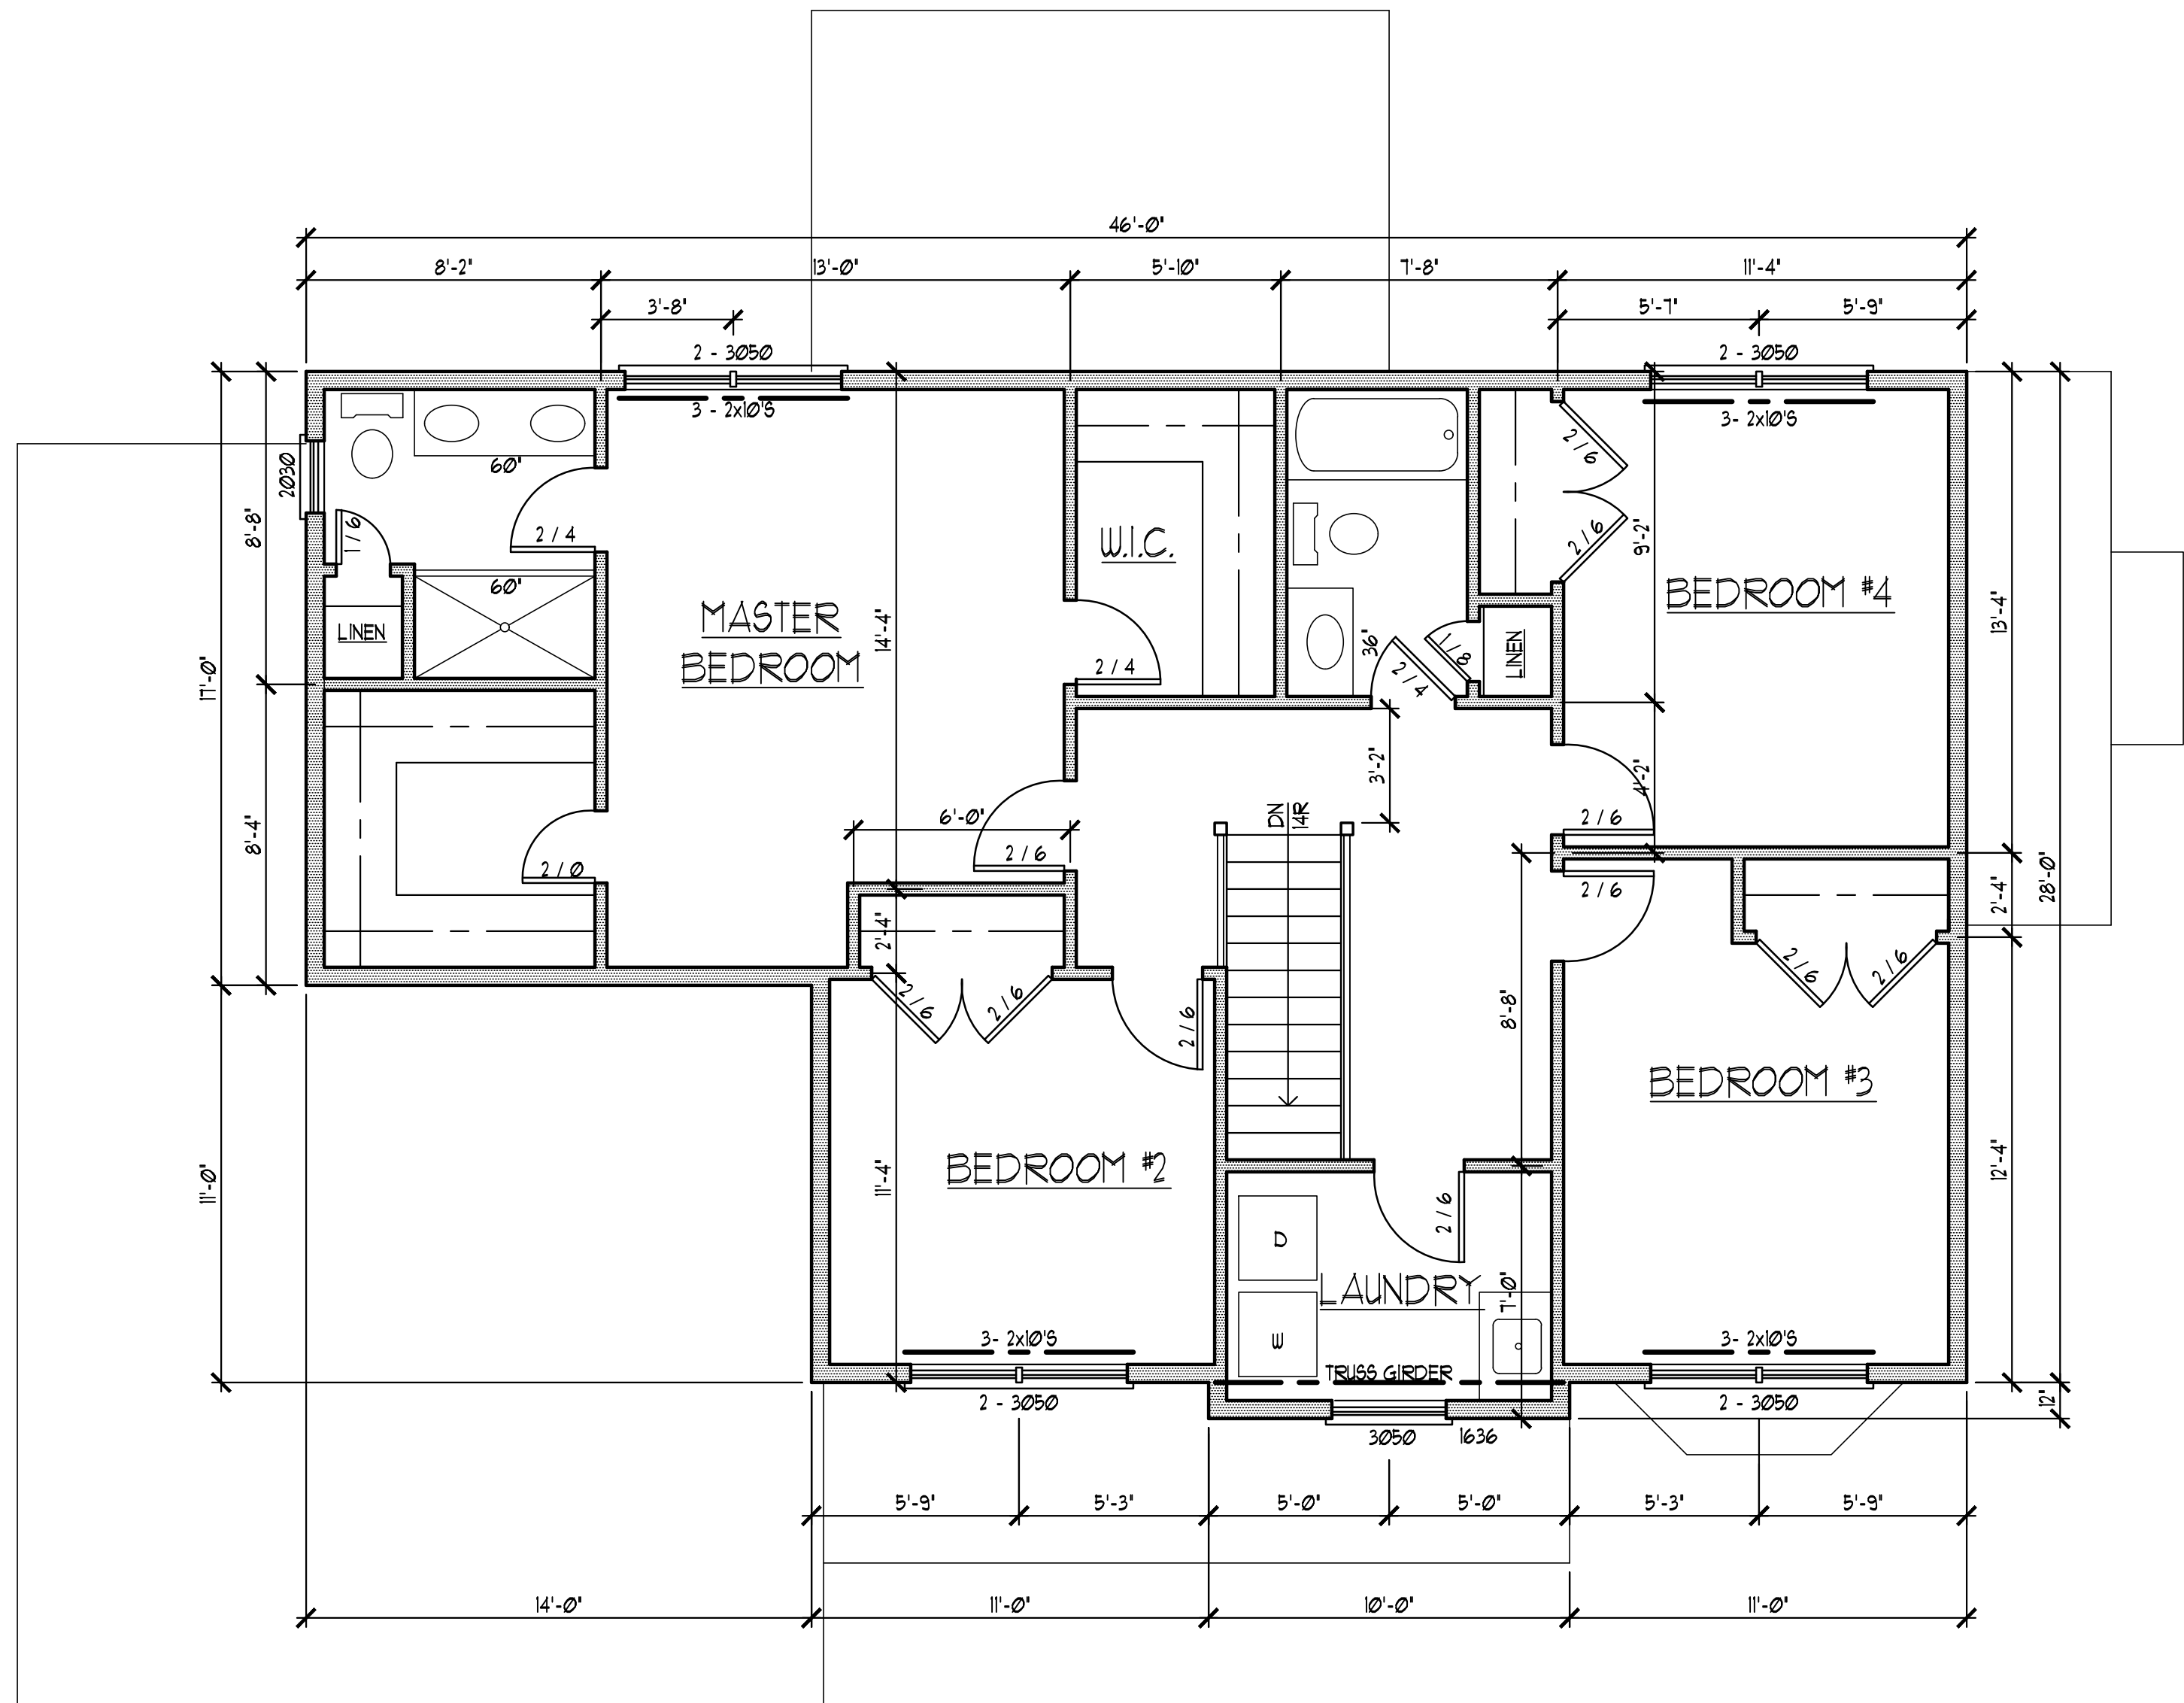 46'-0"
8'-2" 13'-0" 5'-10" 7'-8" 11'-4"
3'-8" 5'-7" 5'-9"
2 - 3050 2 - 3050
3 - 2x10'S 3- 2x10'S
2030
60"
1 / 6
2 / 4
60"
LINEN
MASTER
BEDROOM
14'-4"
W.I.C.
2 / 4
36"
2 / 4
1 / 8
LINEN
2 / 6
2 / 6
9'-2"
BEDROOM #4
8'-8"
17'-0"
8'-4"
11'-0"
13'-4"
2'-4"
28'-0"
12'-4"
12"
2 / 0
6'-0"
2 / 6
3'-2"
DN
14R
4'-2"
2 / 6
2 / 6
2'-4"
2 / 6
2 / 6
2 / 6
8'-8"
2 / 6
2 / 6
BEDROOM #3
BEDROOM #2
11'-4"
2 / 6
D
LAUNDRY
7'-0"
W
3- 2x10'S
TRUSS GIRDER
3- 2x10'S
2 - 3050
3050
1636
2 - 3050
5'-9" 5'-3" 5'-0" 5'-0" 5'-3" 5'-9"
14'-0" 11'-0" 10'-0" 11'-0"